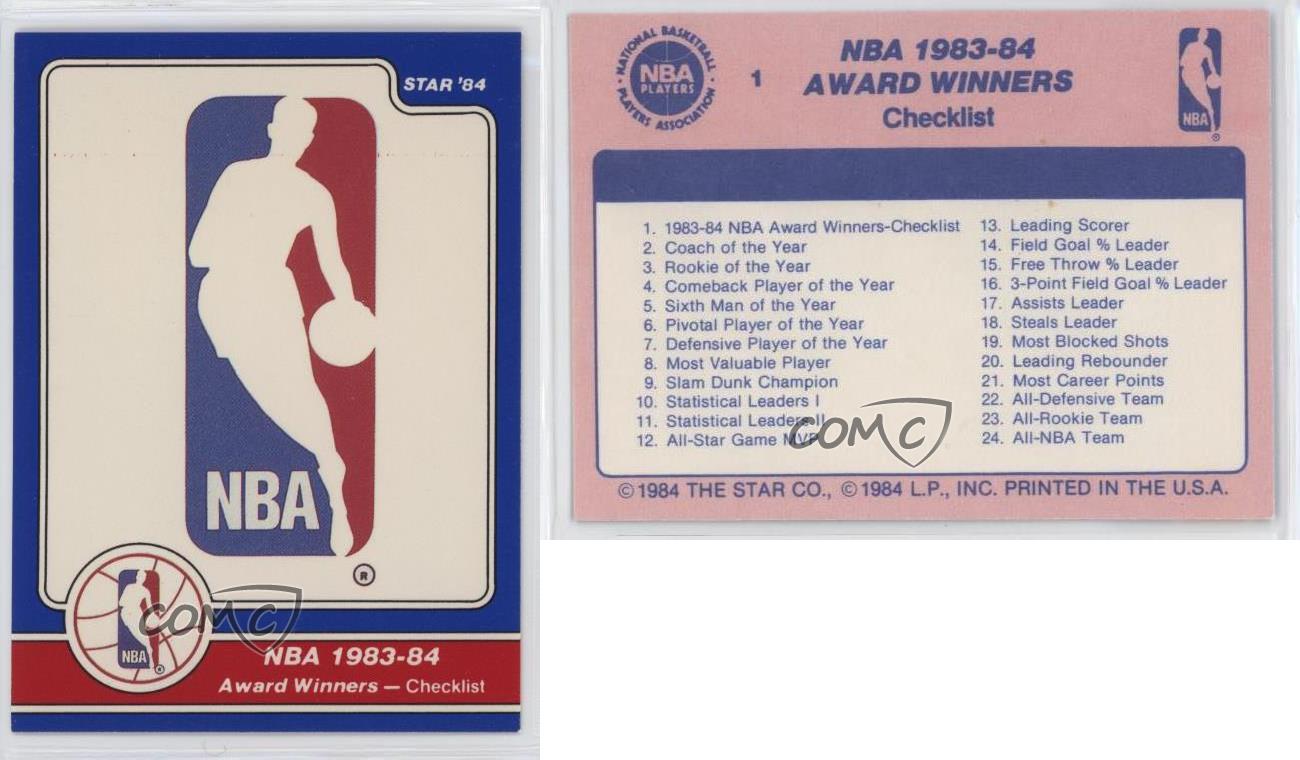 STAR '84
NBA
®
COMC
NBA
®
NBA 1983-84
Award Winners — Checklist
NATIONAL BASKETBALL
NBA
PLAYERS
PLAYERS ASSOCIATION
1
NBA 1983-84
AWARD WINNERS
Checklist
NBA
®
1. 1983-84 NBA Award Winners-Checklist
2. Coach of the Year
3. Rookie of the Year
4. Comeback Player of the Year
5. Sixth Man of the Year
6. Pivotal Player of the Year
7. Defensive Player of the Year
8. Most Valuable Player
9. Slam Dunk Champion
10. Statistical Leaders I
11. Statistical Leaders II
12. All-Star Game MVP
13. Leading Scorer
14. Field Goal % Leader
15. Free Throw % Leader
16. 3-Point Field Goal % Leader
17. Assists Leader
18. Steals Leader
19. Most Blocked Shots
20. Leading Rebounder
21. Most Career Points
22. All-Defensive Team
23. All-Rookie Team
24. All-NBA Team
COMC
©1984 THE STAR CO., ©1984 L.P., INC. PRINTED IN THE U.S.A.